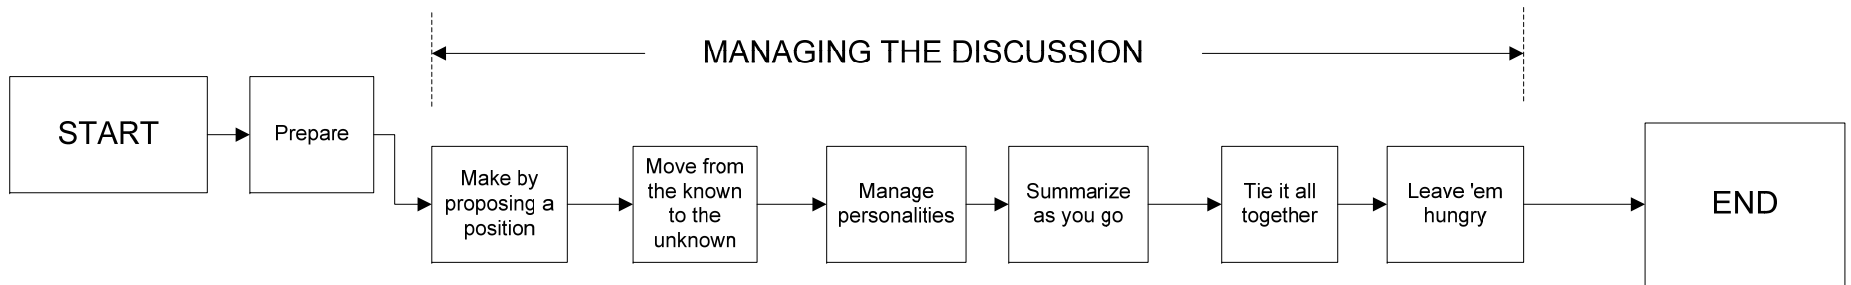 MANAGING THE DISCUSSION
START
Prepare
Make by
proposing a
position
Move from
the known
to the
unknown
Manage
personalities
Summarize
as you go
Tie it all
together
Leave 'em
hungry
END